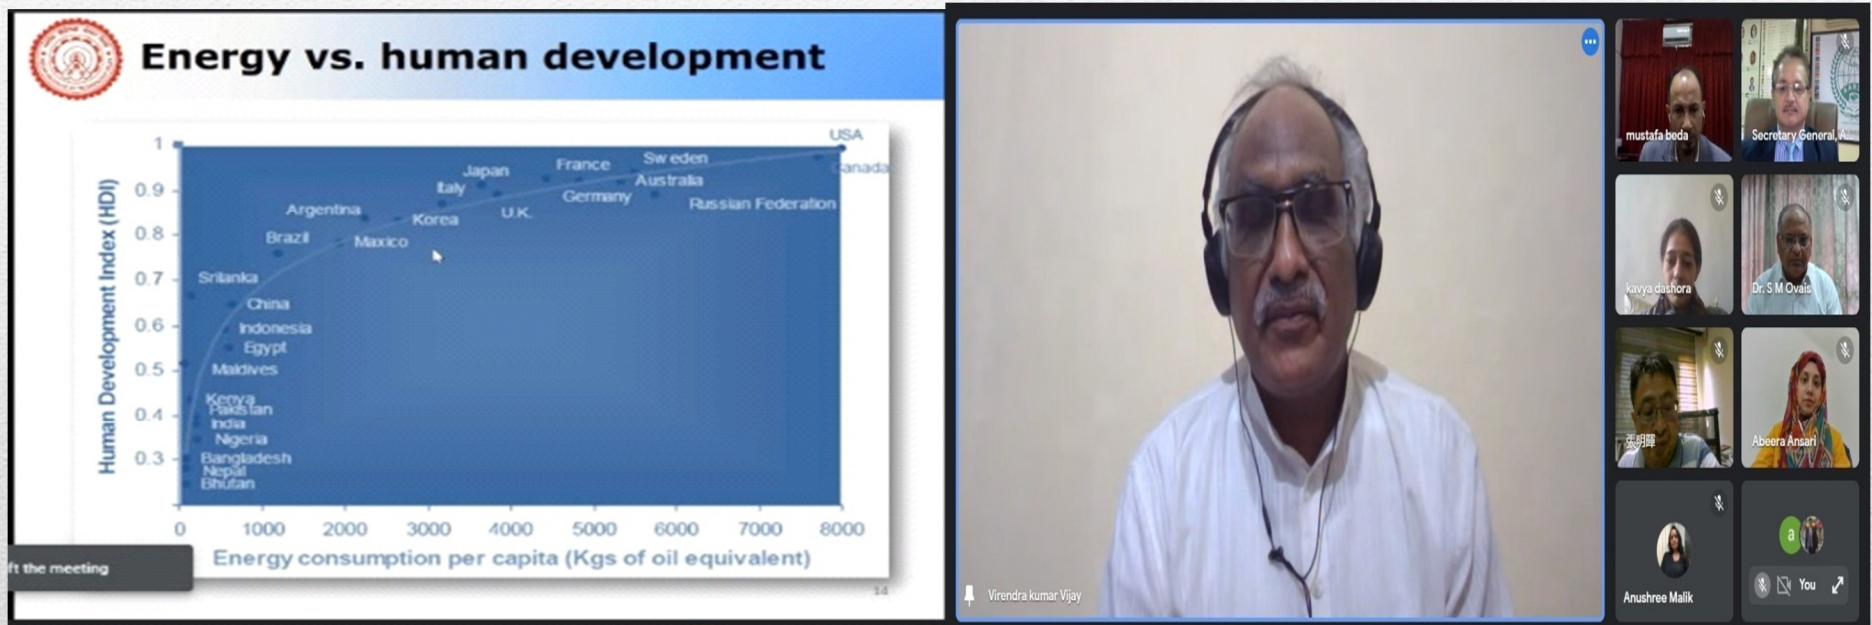 Energy vs. human development
Human Development Index (HDI)
1
0.9
0.8
0.7
0.6
0.5
0.4
0.3
USA
Canada
Sweden
France
Japan
Australia
Italy
Germany
Russian Federation
U.K.
Argentina
Korea
Brazil
Maxico
Srilanka
China
Indonesia
Egypt
Maldives
Kenya
Pakistan
India
Nigeria
Bangladesh
Nepal
Bhutan
0 1000 2000 3000 4000 5000 6000 7000 8000
Energy consumption per capita (Kgs of oil equivalent)
ft the meeting
14
Virendra kumar Vijay
mustafa beda
Secretary General, A...
kavya dashora
Dr. S M Ovais
張明暉
Abeera Ansari
Anushree Malik
a
You